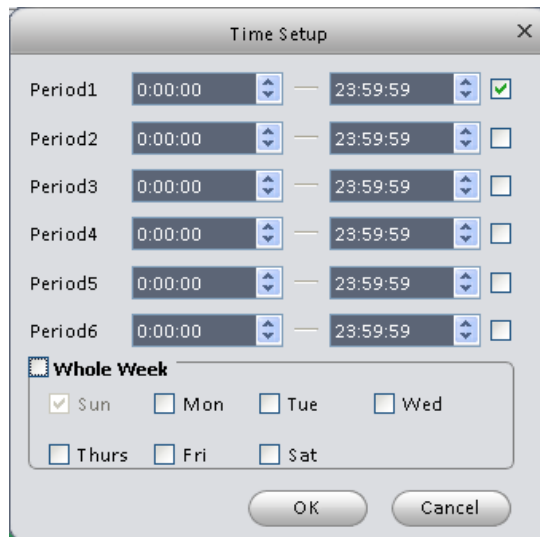 Time Setup
Period1 0:00:00 — 23:59:59
Period2 0:00:00 — 23:59:59
Period3 0:00:00 — 23:59:59
Period4 0:00:00 — 23:59:59
Period5 0:00:00 — 23:59:59
Period6 0:00:00 — 23:59:59
Whole Week
Sun Mon Tue Wed
Thurs Fri Sat
OK Cancel